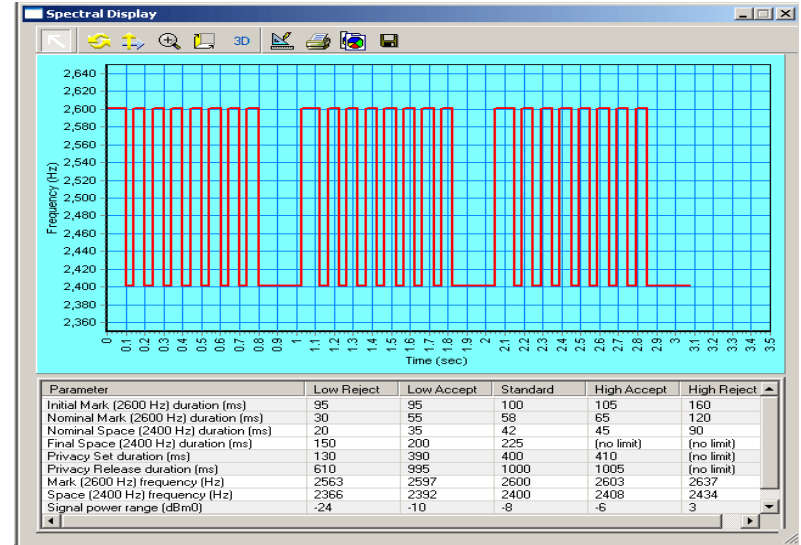 Spectral Display
3D
2,640
2,620
2,600
2,580
2,560
2,540
2,520
2,500
2,480
2,460
2,440
2,420
2,400
2,380
2,360
Frequency (Hz)
0 0.1 0.2 0.3 0.4 0.5 0.6 0.7 0.8 0.9 1 1.1 1.2 1.3 1.4 1.5 1.6 1.7 1.8 1.9 2 2.1 2.2 2.3 2.4 2.5 2.6 2.7 2.8 2.9 3 3.1 3.2 3.3 3.4 3.5
Time (sec)
Parameter Low Reject Low Accept Standard High Accept High Reject
Initial Mark (2600 Hz) duration (ms) 95 95 100 105 160
Nominal Mark (2600 Hz) duration (ms) 30 55 58 65 120
Nominal Space (2400 Hz) duration (ms) 20 35 42 45 90
Final Space (2400 Hz) duration (ms) 150 200 225 (no limit) (no limit)
Privacy Set duration (ms) 130 390 400 410 (no limit)
Privacy Release duration (ms) 610 995 1000 1005 (no limit)
Mark (2600 Hz) frequency (Hz) 2563 2597 2600 2603 2637
Space (2400 Hz) frequency (Hz) 2366 2392 2400 2408 2434
Signal power range (dBm0) -24 -10 -8 -6 3